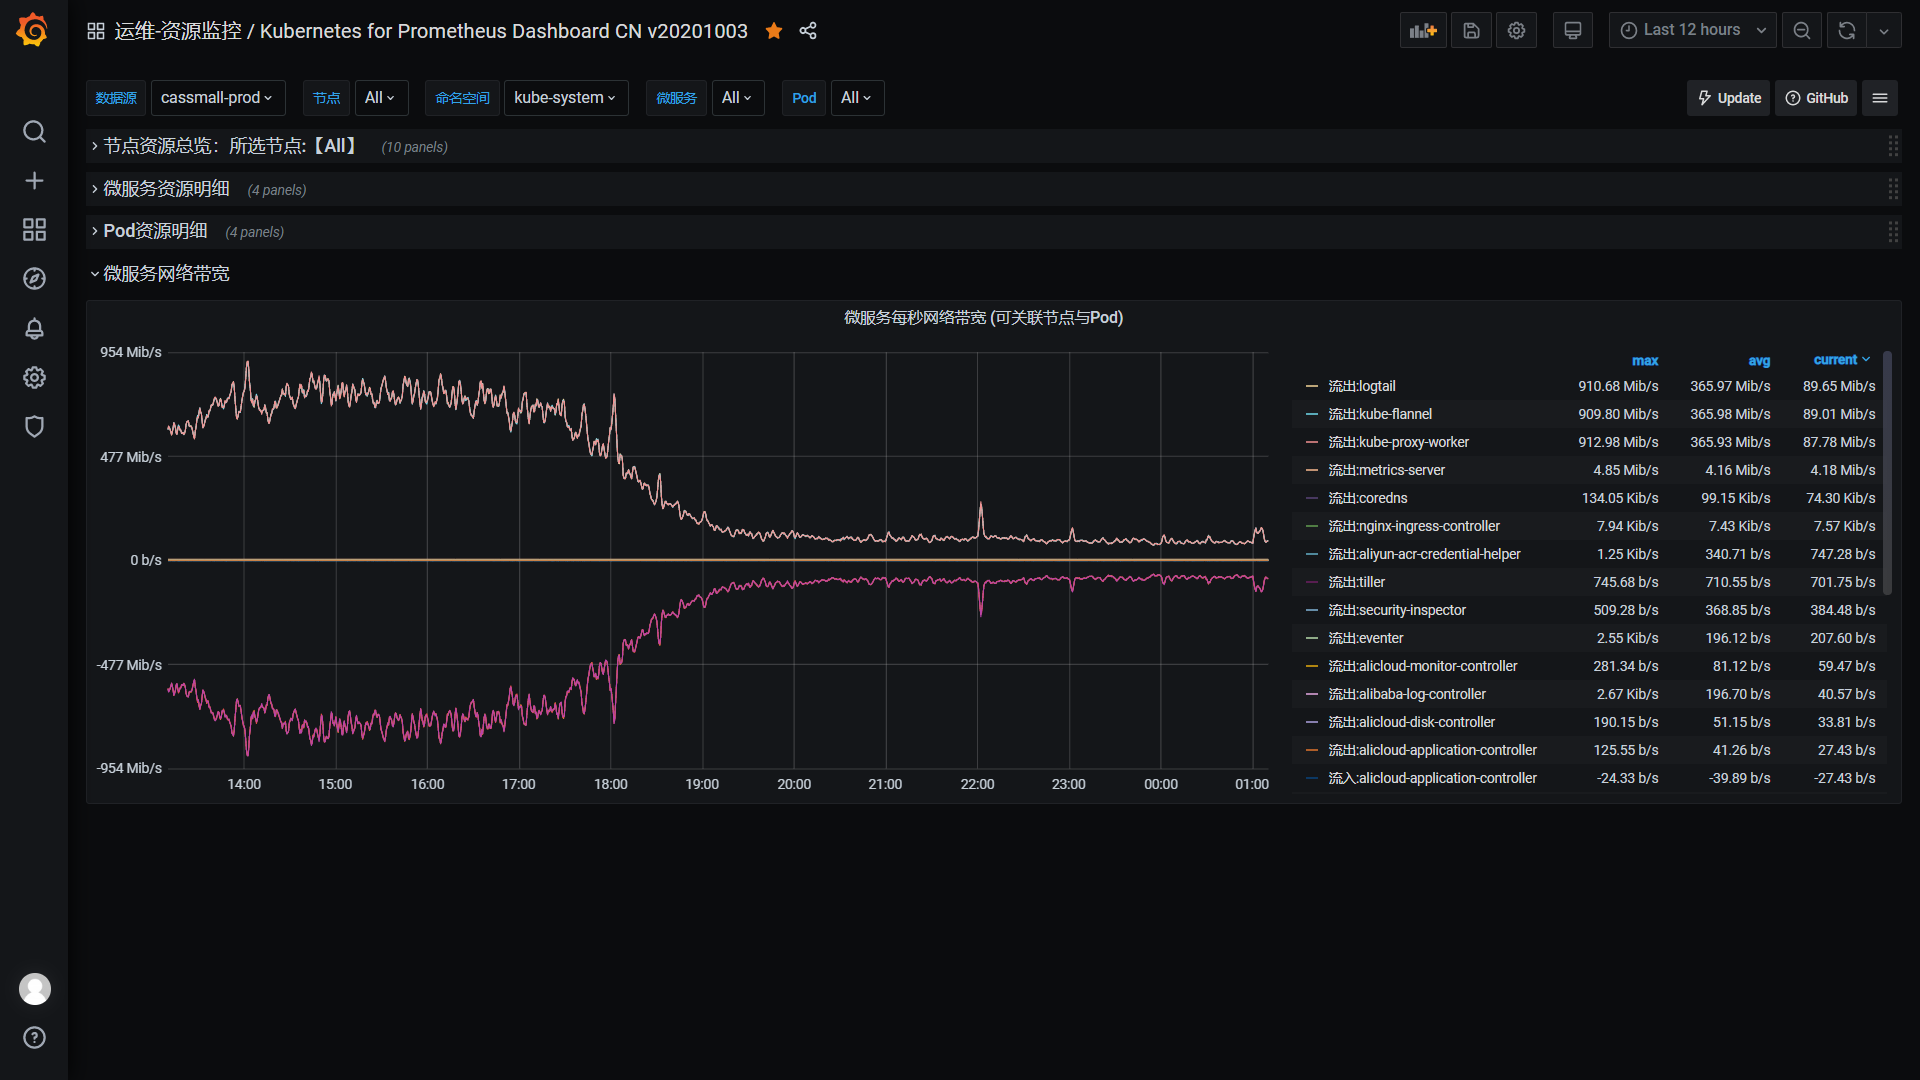 运维-资源监控 / Kubernetes for Prometheus Dashboard CN v20201003
Last 12 hours
数据源 cassmall-prod 节点 All 命名空间 kube-system 微服务 All Pod All
Update GitHub
节点资源总览：所选节点:【All】 (10 panels)
微服务资源明细 (4 panels)
Pod资源明细 (4 panels)
微服务网络带宽
微服务每秒网络带宽 (可关联节点与Pod)
954 Mib/s
477 Mib/s
0 b/s
-477 Mib/s
-954 Mib/s
14:00 15:00 16:00 17:00 18:00 19:00 20:00 21:00 22:00 23:00 00:00 01:00
max avg current
流出:logtail 910.68 Mib/s 365.97 Mib/s 89.65 Mib/s
流出:kube-flannel 909.80 Mib/s 365.98 Mib/s 89.01 Mib/s
流出:kube-proxy-worker 912.98 Mib/s 365.93 Mib/s 87.78 Mib/s
流出:metrics-server 4.85 Mib/s 4.16 Mib/s 4.18 Mib/s
流出:coredns 134.05 Kib/s 99.15 Kib/s 74.30 Kib/s
流出:nginx-ingress-controller 7.94 Kib/s 7.43 Kib/s 7.57 Kib/s
流出:aliyun-acr-credential-helper 1.25 Kib/s 340.71 b/s 747.28 b/s
流出:tiller 745.68 b/s 710.55 b/s 701.75 b/s
流出:security-inspector 509.28 b/s 368.85 b/s 384.48 b/s
流出:eventer 2.55 Kib/s 196.12 b/s 207.60 b/s
流出:alicloud-monitor-controller 281.34 b/s 81.12 b/s 59.47 b/s
流出:alibaba-log-controller 2.67 Kib/s 196.70 b/s 40.57 b/s
流出:alicloud-disk-controller 190.15 b/s 51.15 b/s 33.81 b/s
流出:alicloud-application-controller 125.55 b/s 41.26 b/s 27.43 b/s
流入:alicloud-application-controller -24.33 b/s -39.89 b/s -27.43 b/s